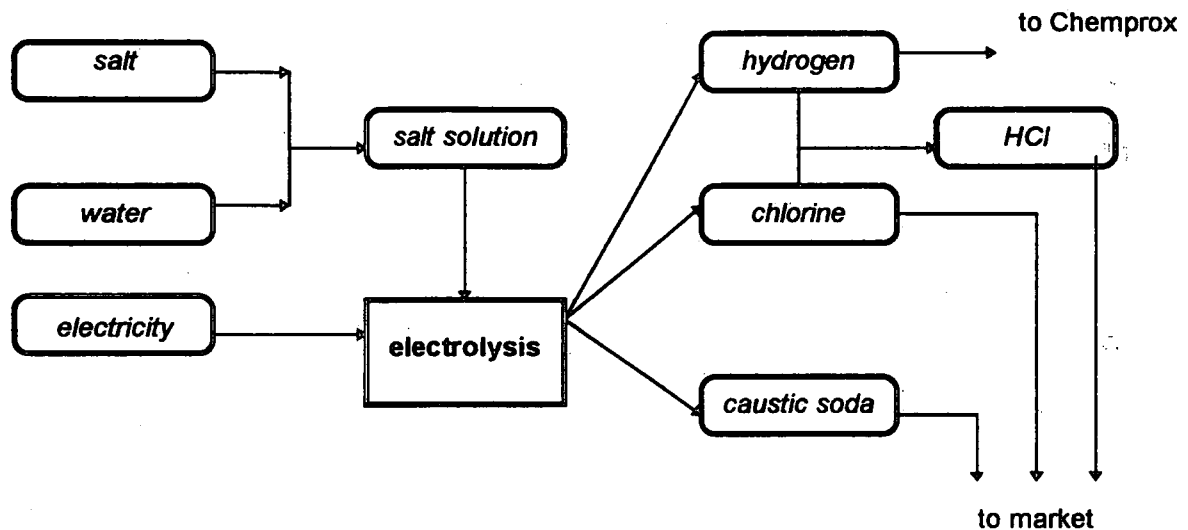 to Chemprox
salt
hydrogen
salt solution
HCl
water
chlorine
electricity
electrolysis
caustic soda
to market